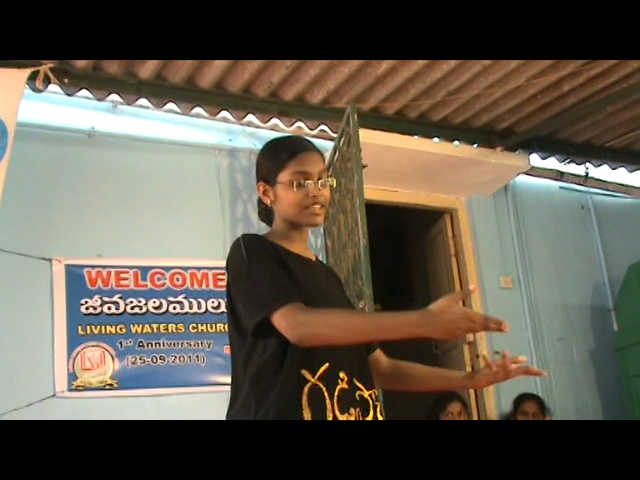 WELCOME
జీవజలములు
LIVING WATERS CHURC
1st Anniversary
(25-09-2011)